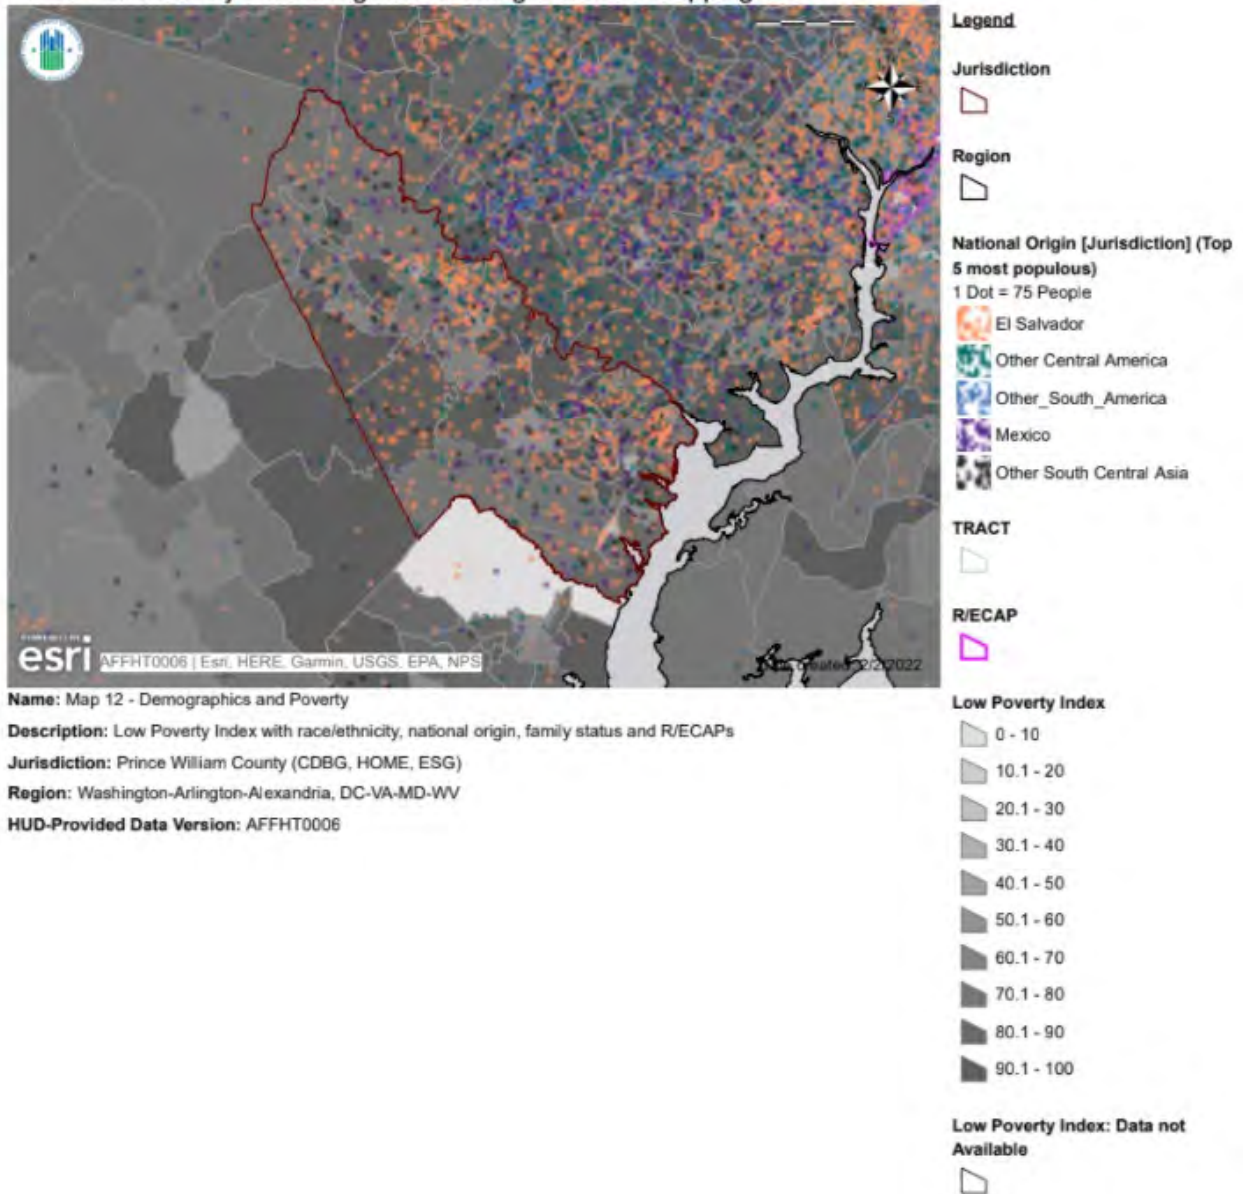 Legend
Jurisdiction
Region
National Origin [Jurisdiction] (Top
5 most populous)
1 Dot = 75 People
El Salvador
Other Central America
Other_South_America
Mexico
Other South Central Asia
TRACT
R/ECAP
Low Poverty Index
0 - 10
10.1 - 20
20.1 - 30
30.1 - 40
40.1 - 50
50.1 - 60
60.1 - 70
70.1 - 80
80.1 - 90
90.1 - 100
Low Poverty Index: Data not
Available
esri
AFFHT0006 | Esri, HERE, Garmin, USGS, EPA, NPS
created 2/2/2022
Name: Map 12 - Demographics and Poverty
Description: Low Poverty Index with race/ethnicity, national origin, family status and R/ECAPs
Jurisdiction: Prince William County (CDBG, HOME, ESG)
Region: Washington-Arlington-Alexandria, DC-VA-MD-WV
HUD-Provided Data Version: AFFHT0006